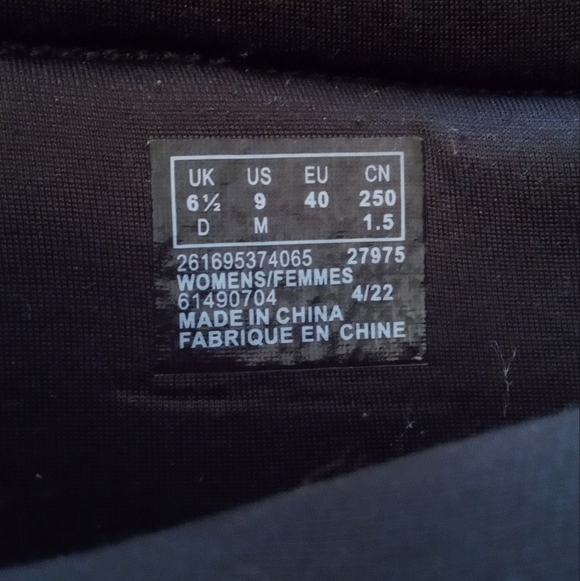 UK US EU CN
6½ 9 40 250
D M 1.5
261695374065 27975
WOMENS/FEMMES
61490704 4/22
MADE IN CHINA
FABRIQUE EN CHINE